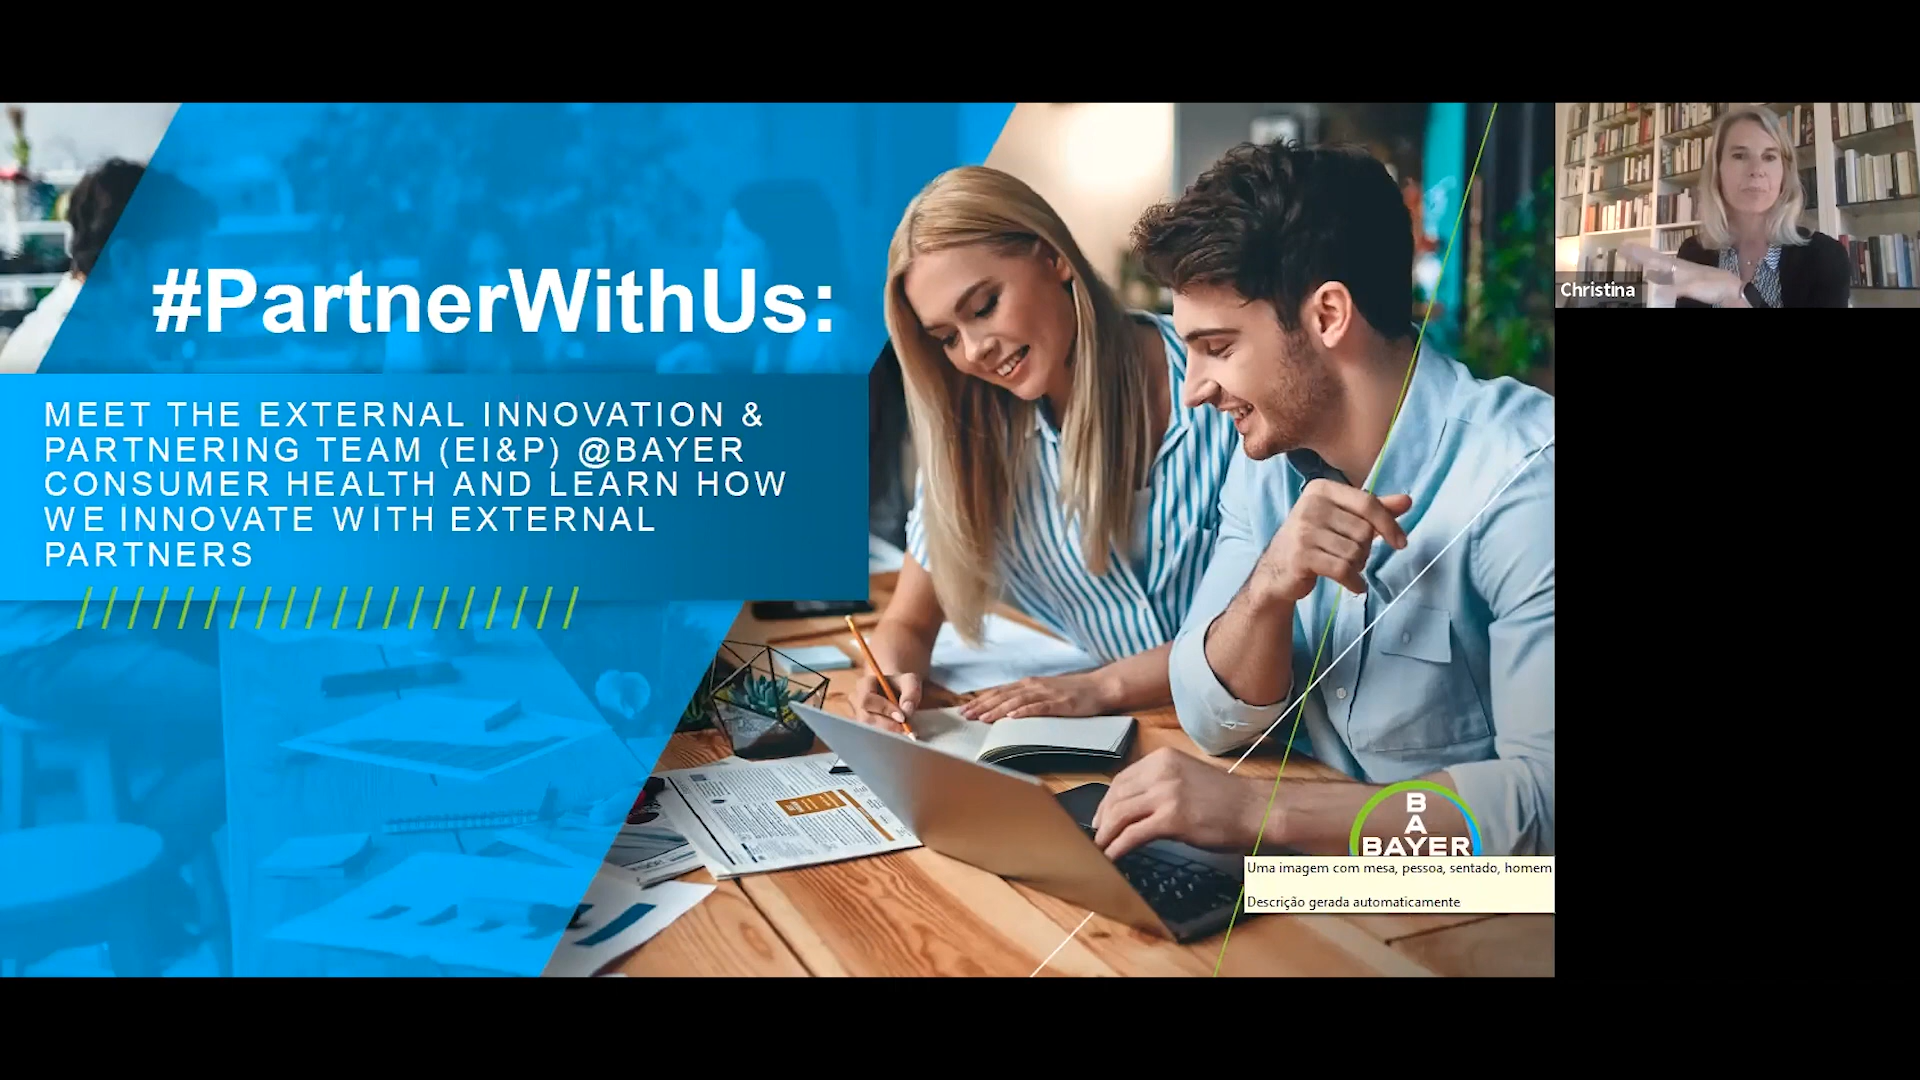 #PartnerWithUs:
MEET THE EXTERNAL INNOVATION &
PARTNERING TEAM (EI&P) @BAYER
CONSUMER HEALTH AND LEARN HOW
WE INNOVATE WITH EXTERNAL
PARTNERS
Christina
B
A
BAYER
Uma imagem com mesa, pessoa, sentado, homem
Descrição gerada automaticamente